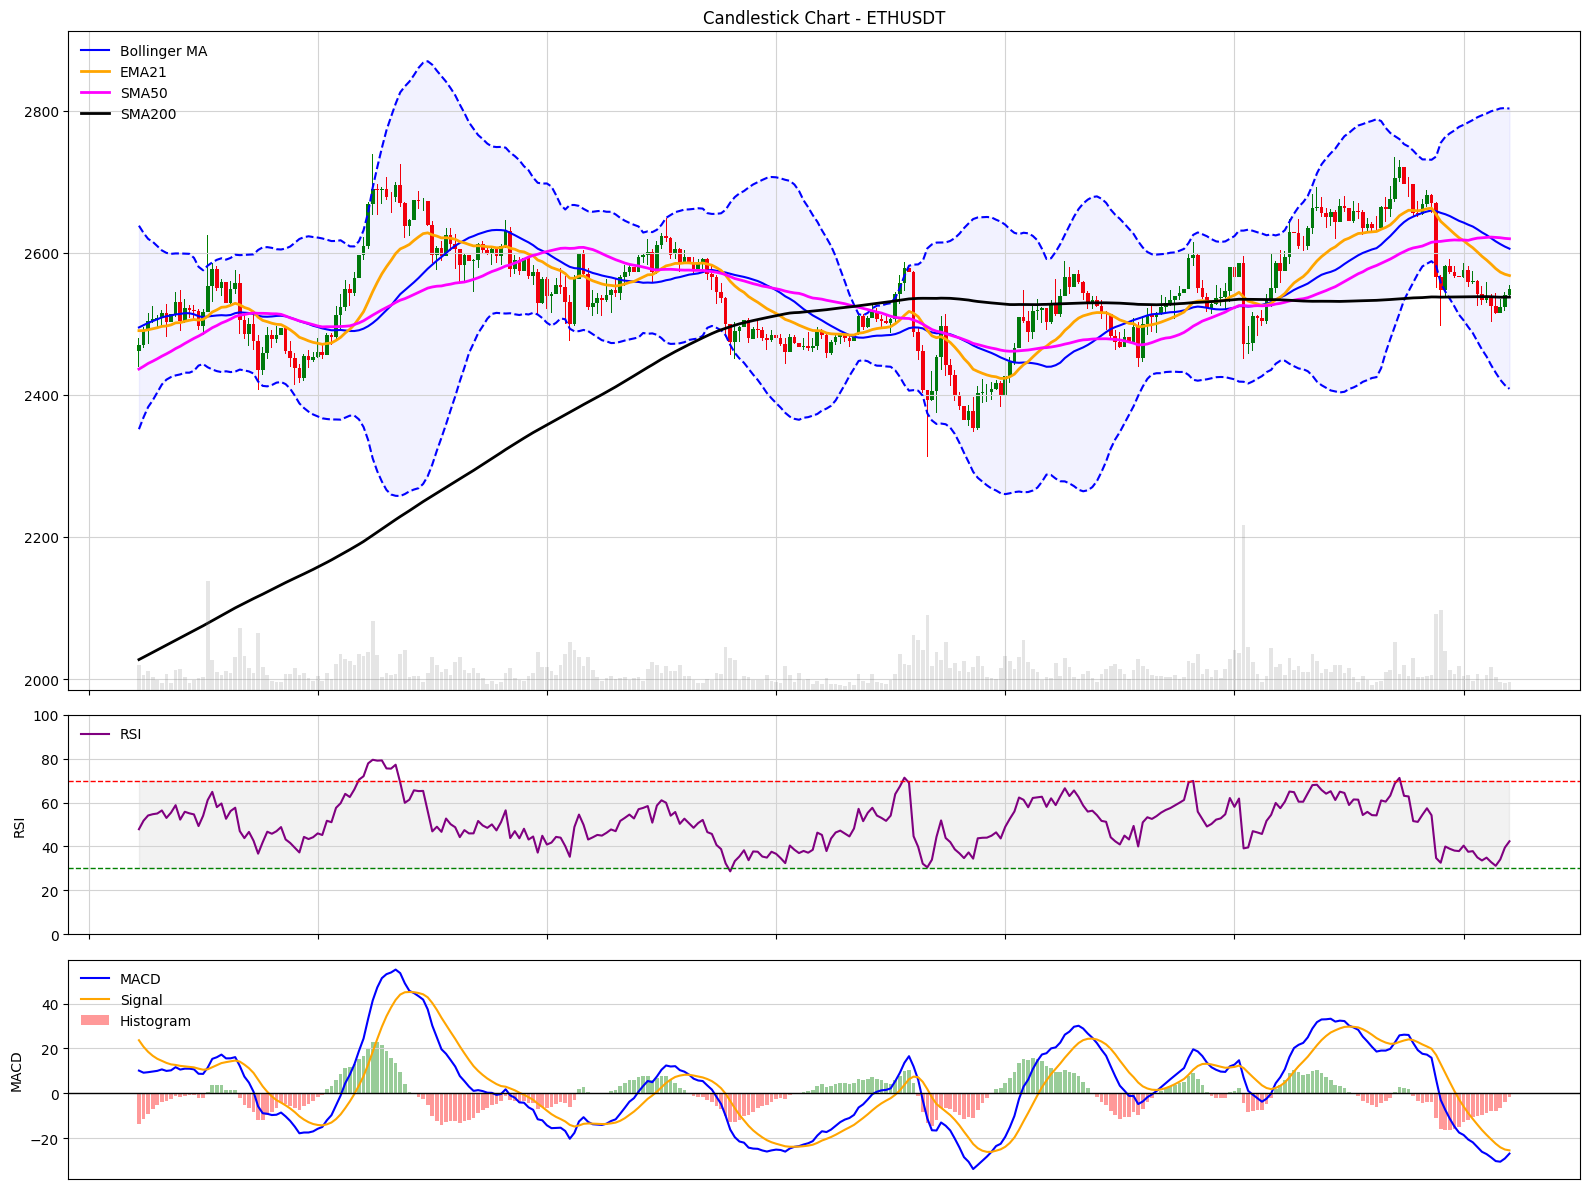 Candlestick Chart - ETHUSDT
Bollinger MA
EMA21
SMA50
SMA200
2800
2600
2400
2200
2000
RSI
100
80
60
40
20
0
RSI
MACD
Signal
Histogram
40
20
0
−20
MACD